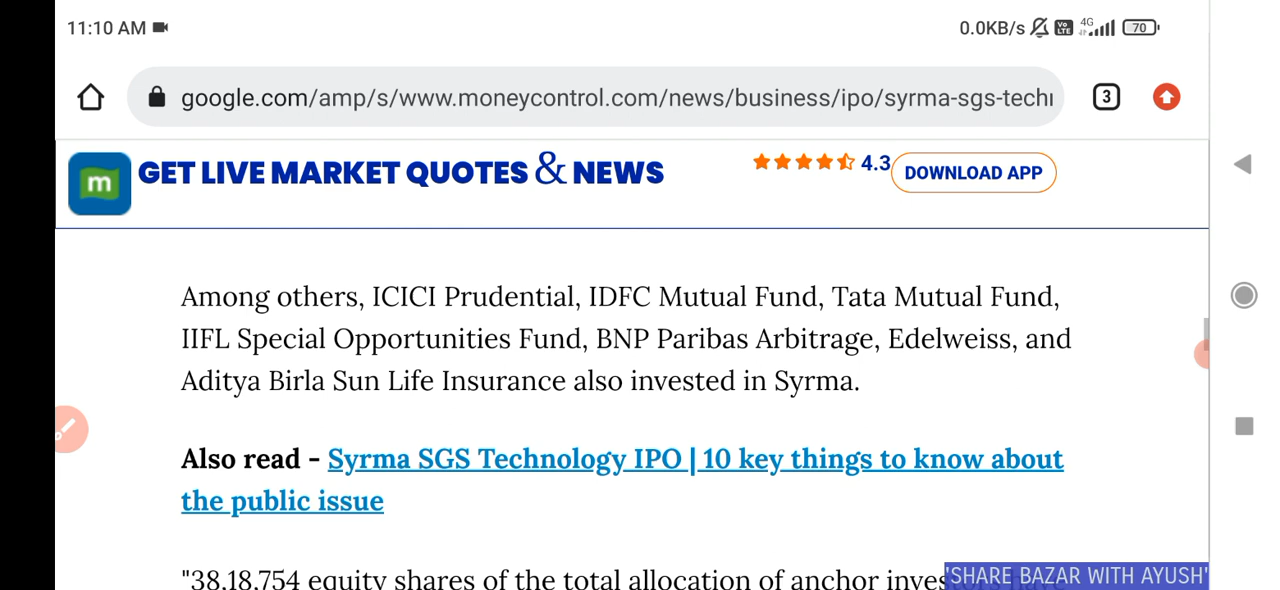 11:10 AM
0.0KB/s Vo LTE 4G 70
google.com/amp/s/www.moneycontrol.com/news/business/ipo/syrma-sgs-techn
3
m GET LIVE MARKET QUOTES & NEWS 4.3 DOWNLOAD APP
Among others, ICICI Prudential, IDFC Mutual Fund, Tata Mutual Fund,
IIFL Special Opportunities Fund, BNP Paribas Arbitrage, Edelweiss, and
Aditya Birla Sun Life Insurance also invested in Syrma.
Also read - Syrma SGS Technology IPO | 10 key things to know about
the public issue
"38,18,754 equity shares of the total allocation of anchor
'SHARE BAZAR WITH AYUSH'